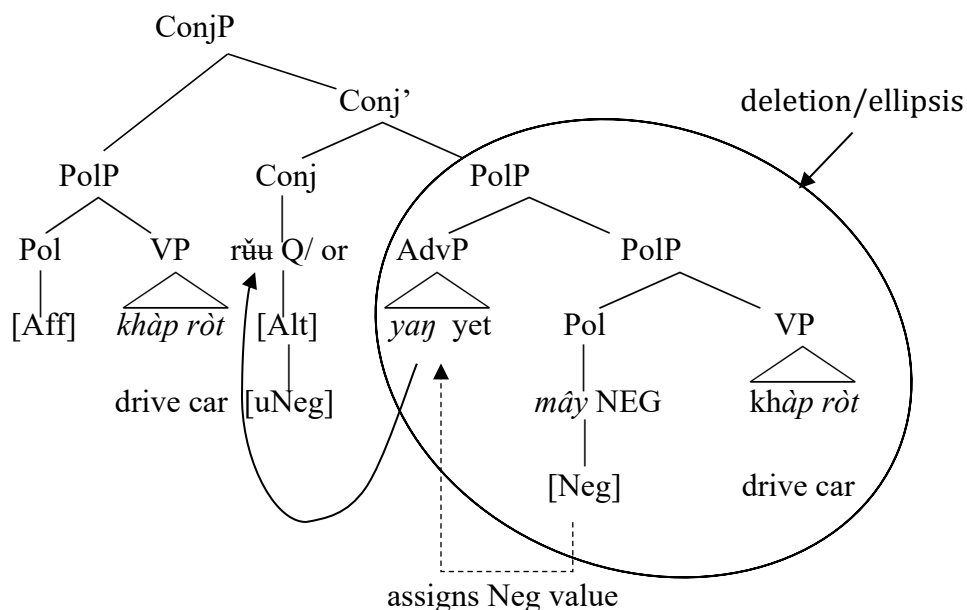 ConjP
Conj’
deletion/ellipsis
PolP Conj PolP
Pol VP rʉ̌ʉ Q/ or AdvP PolP
[Aff] khàp ròt [Alt] yaŋ yet Pol VP
drive car [uNeg] mây NEG khàp ròt
[Neg] drive car
assigns Neg value